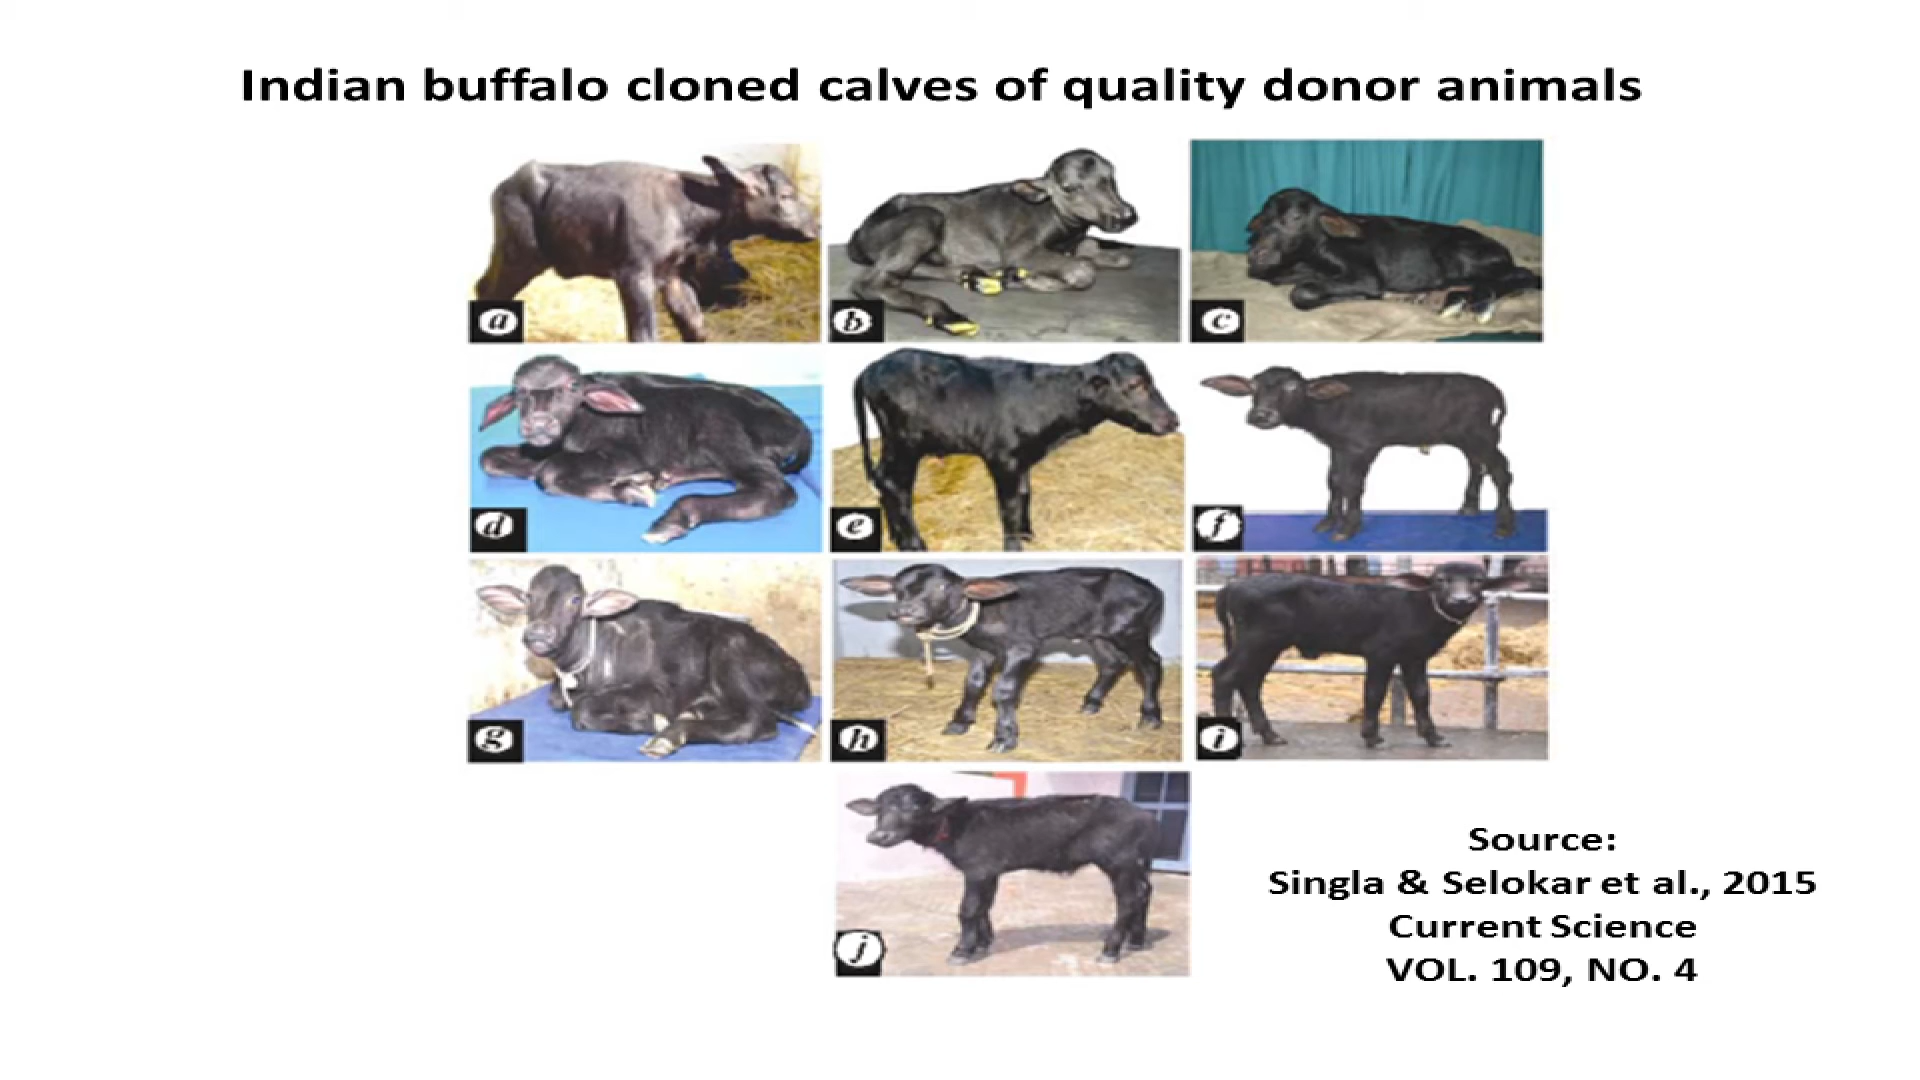 Indian buffalo cloned calves of quality donor animals
a
b
c
d
e
f
g
h
i
j
Source:
Singla & Selokar et al., 2015
Current Science
VOL. 109, NO. 4